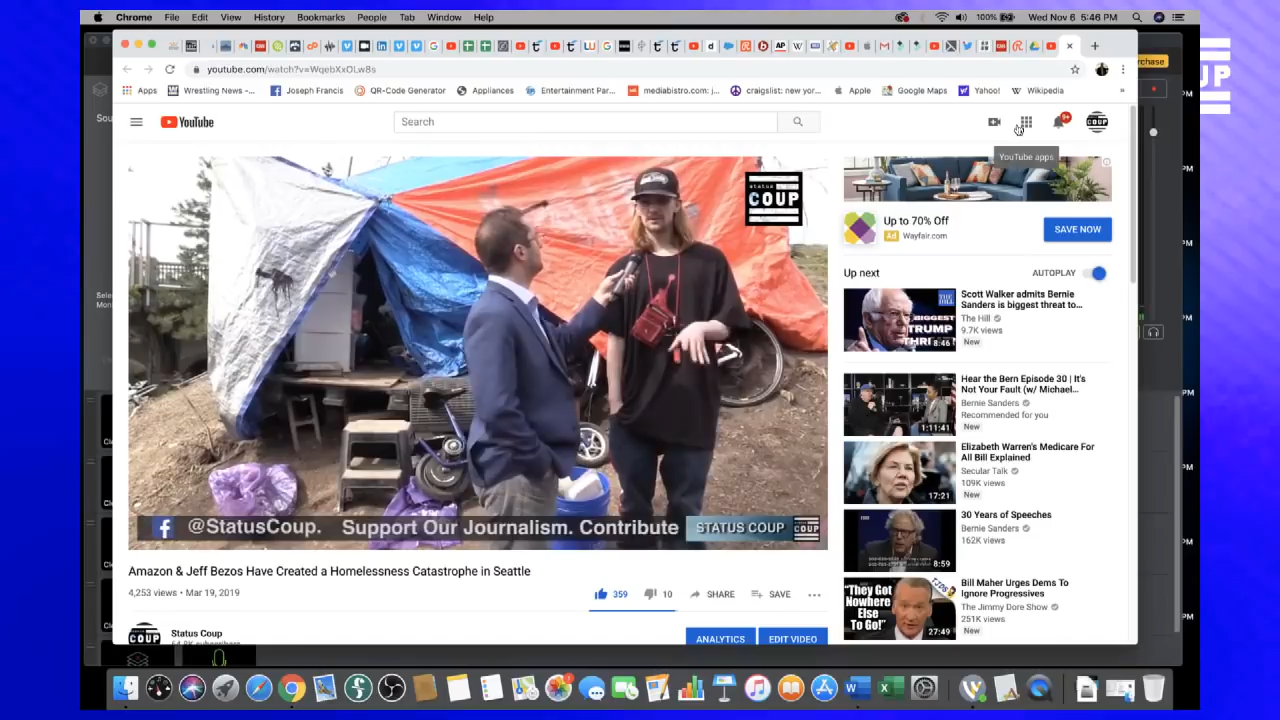 Chrome File Edit View History Bookmarks People Tab Window Help 100% Wed Nov 6 5:46 PM
youtube.com/watch?v=WqebXxOLw8s
Apps Wrestling News -... Joseph Francis QR-Code Generator Appliances Entertainment Par... mediabistro.com: j... craigslist: new yor... Apple Google Maps Yahoo! Wikipedia »
YouTube Search 9+ COUP
YouTube apps
status COUP
Up to 70% Off
Ad Wayfair.com
SAVE NOW
Up next AUTOPLAY
Scott Walker admits Bernie
Sanders is biggest threat to...
The Hill
9.7K views
New
BIGGEST
TRUMP
8:46
Hear the Bern Episode 30 | It's
Not Your Fault (w/ Michael...
Bernie Sanders
Recommended for you
New
1:11:41
Elizabeth Warren's Medicare For
All Bill Explained
Secular Talk
109K views
New
17:21
30 Years of Speeches
Bernie Sanders
162K views
8:59
Bill Maher Urges Dems To
Ignore Progressives
The Jimmy Dore Show
251K views
New
"They Got
Nowhere
Else
To Go!"
27:49
@StatusCoup. Support Our Journalism. Contribute STATUS COUP
Amazon & Jeff Bezos Have Created a Homelessness Catastrophe in Seattle
4,253 views • Mar 19, 2019
359 10 SHARE SAVE
Status Coup
ANALYTICS EDIT VIDEO